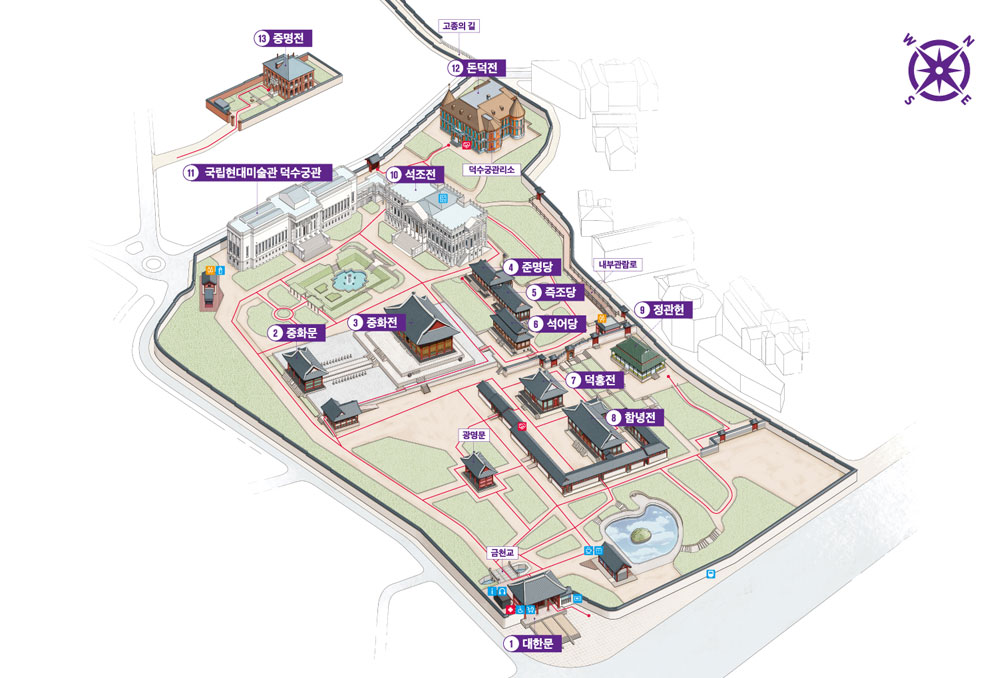 고종의 길
13 중명전
12 돈덕전
W N
S E
덕수궁관리소
11 국립현대미술관 덕수궁관
10 석조전
4 준명당
내부관람로
5 즉조당
9 정관헌
3 중화전
6 석어당
2 중화문
7 덕홍전
8 함녕전
광명문
금천교
1 대한문